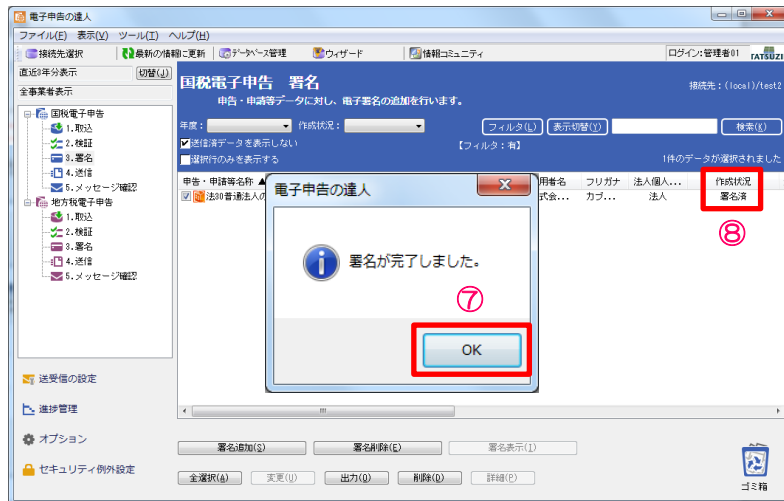 電子申告の達人
ファイル(F) 表示(V) ツール(T) ヘルプ(H)
接続先選択 最新の情報に更新 データベース管理 ウィザード 情報コミュニティ ログイン:管理者01 TATSUZIN
直近3年分表示 切替(J)
全事業者表示
国税電子申告
1.取込
2.検証
3.署名
4.送信
5.メッセージ確認
地方税電子申告
1.取込
2.検証
3.署名
4.送信
5.メッセージ確認
送受信の設定
進捗管理
オプション
セキュリティ例外設定
国税電子申告 署名
接続先:(local)/test2
申告・申請等データに対し、電子署名の追加を行います。
年度: 作成状況: フィルタ(L) 表示切替(Y) 検索(K)
送信済データを表示しない 【フィルタ:有】
選択行のみを表示する 1件のデータが選択されました
申告・申請等名称 ▲ 用者名 フリガナ 法人個人... 作成状況
法30普通法人の 式会... カブ... 法人 署名済
⑧
電子申告の達人
署名が完了しました。
⑦
OK
署名追加(S) 署名削除(E) 署名表示(I)
全選択(A) 変更(U) 出力(O) 削除(D) 詳細(P)
ゴミ箱